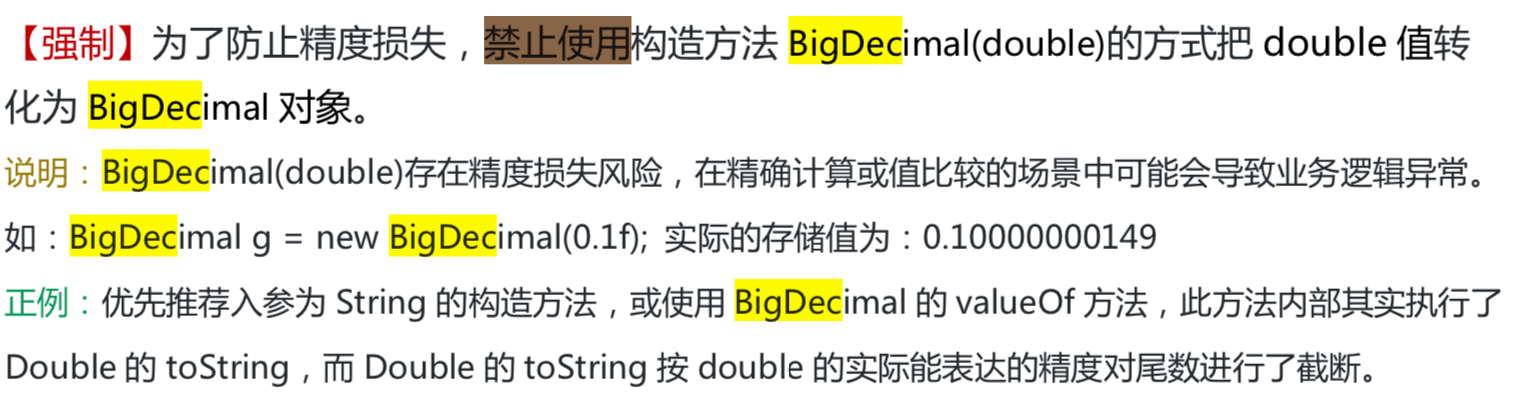 【强制】为了防止精度损失，禁止使用构造方法 BigDecimal(double)的方式把 double 值转
化为 BigDecimal 对象。
说明：BigDecimal(double)存在精度损失风险，在精确计算或值比较的场景中可能会导致业务逻辑异常。
如：BigDecimal g = new BigDecimal(0.1f); 实际的存储值为：0.10000000149
正例：优先推荐入参为 String 的构造方法，或使用 BigDecimal 的 valueOf 方法，此方法内部其实执行了
Double 的 toString，而 Double 的 toString 按 double 的实际能表达的精度对尾数进行了截断。